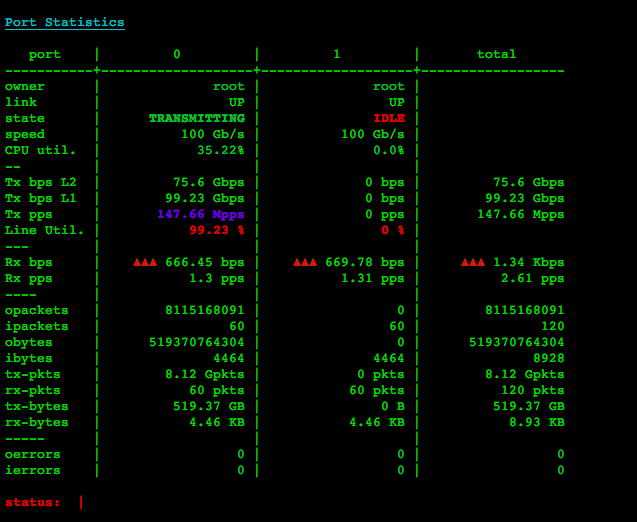 Port Statistics
port | 0 | 1 | total
-----------+-------------------+-------------------+------------------
owner | root | root |
link | UP | UP |
state | TRANSMITTING | IDLE |
speed | 100 Gb/s | 100 Gb/s |
CPU util. | 35.22% | 0.0% |
-- | | |
Tx bps L2 | 75.6 Gbps | 0 bps | 75.6 Gbps
Tx bps L1 | 99.23 Gbps | 0 bps | 99.23 Gbps
Tx pps | 147.66 Mpps | 0 pps | 147.66 Mpps
Line Util. | 99.23 % | 0 % |
--- | | |
Rx bps | ▲▲▲ 666.45 bps | ▲▲▲ 669.78 bps | ▲▲▲ 1.34 Kbps
Rx pps | 1.3 pps | 1.31 pps | 2.61 pps
---- | | |
opackets | 8115168091 | 0 | 8115168091
ipackets | 60 | 60 | 120
obytes | 519370764304 | 0 | 519370764304
ibytes | 4464 | 4464 | 8928
tx-pkts | 8.12 Gpkts | 0 pkts | 8.12 Gpkts
rx-pkts | 60 pkts | 60 pkts | 120 pkts
tx-bytes | 519.37 GB | 0 B | 519.37 GB
rx-bytes | 4.46 KB | 4.46 KB | 8.93 KB
----- | | |
oerrors | 0 | 0 | 0
ierrors | 0 | 0 | 0
status: |